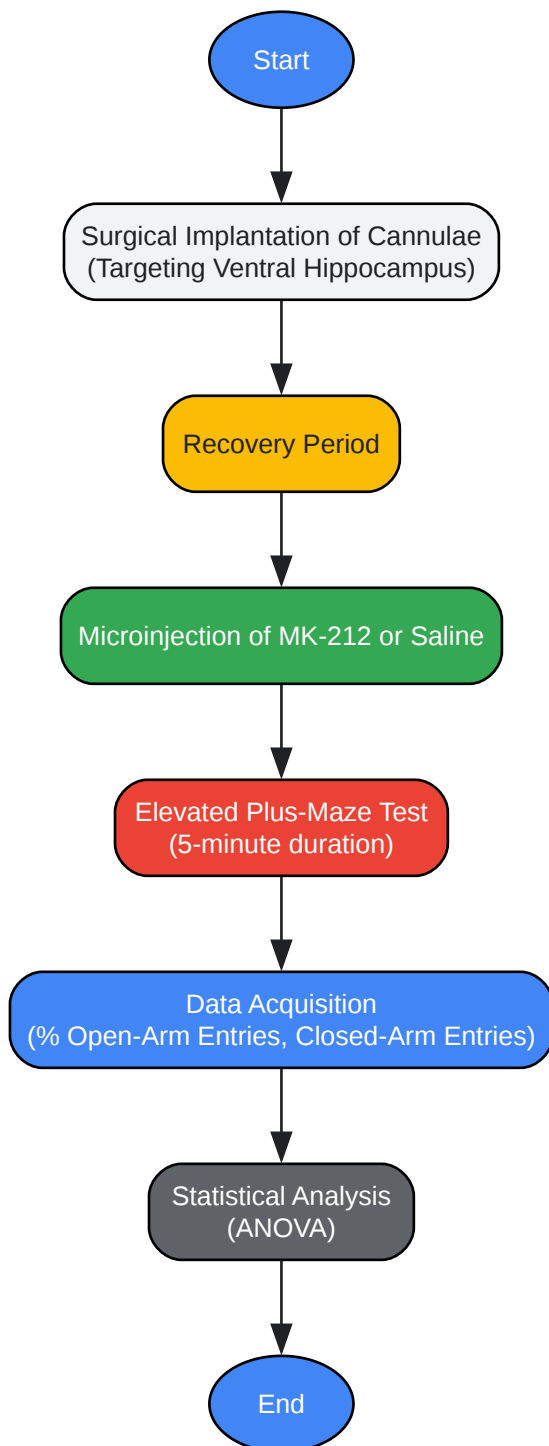 Start
Surgical Implantation of Cannulae
(Targeting Ventral Hippocampus)
Recovery Period
Microinjection of MK-212 or Saline
Elevated Plus-Maze Test
(5-minute duration)
Data Acquisition
(% Open-Arm Entries, Closed-Arm Entries)
Statistical Analysis
(ANOVA)
End